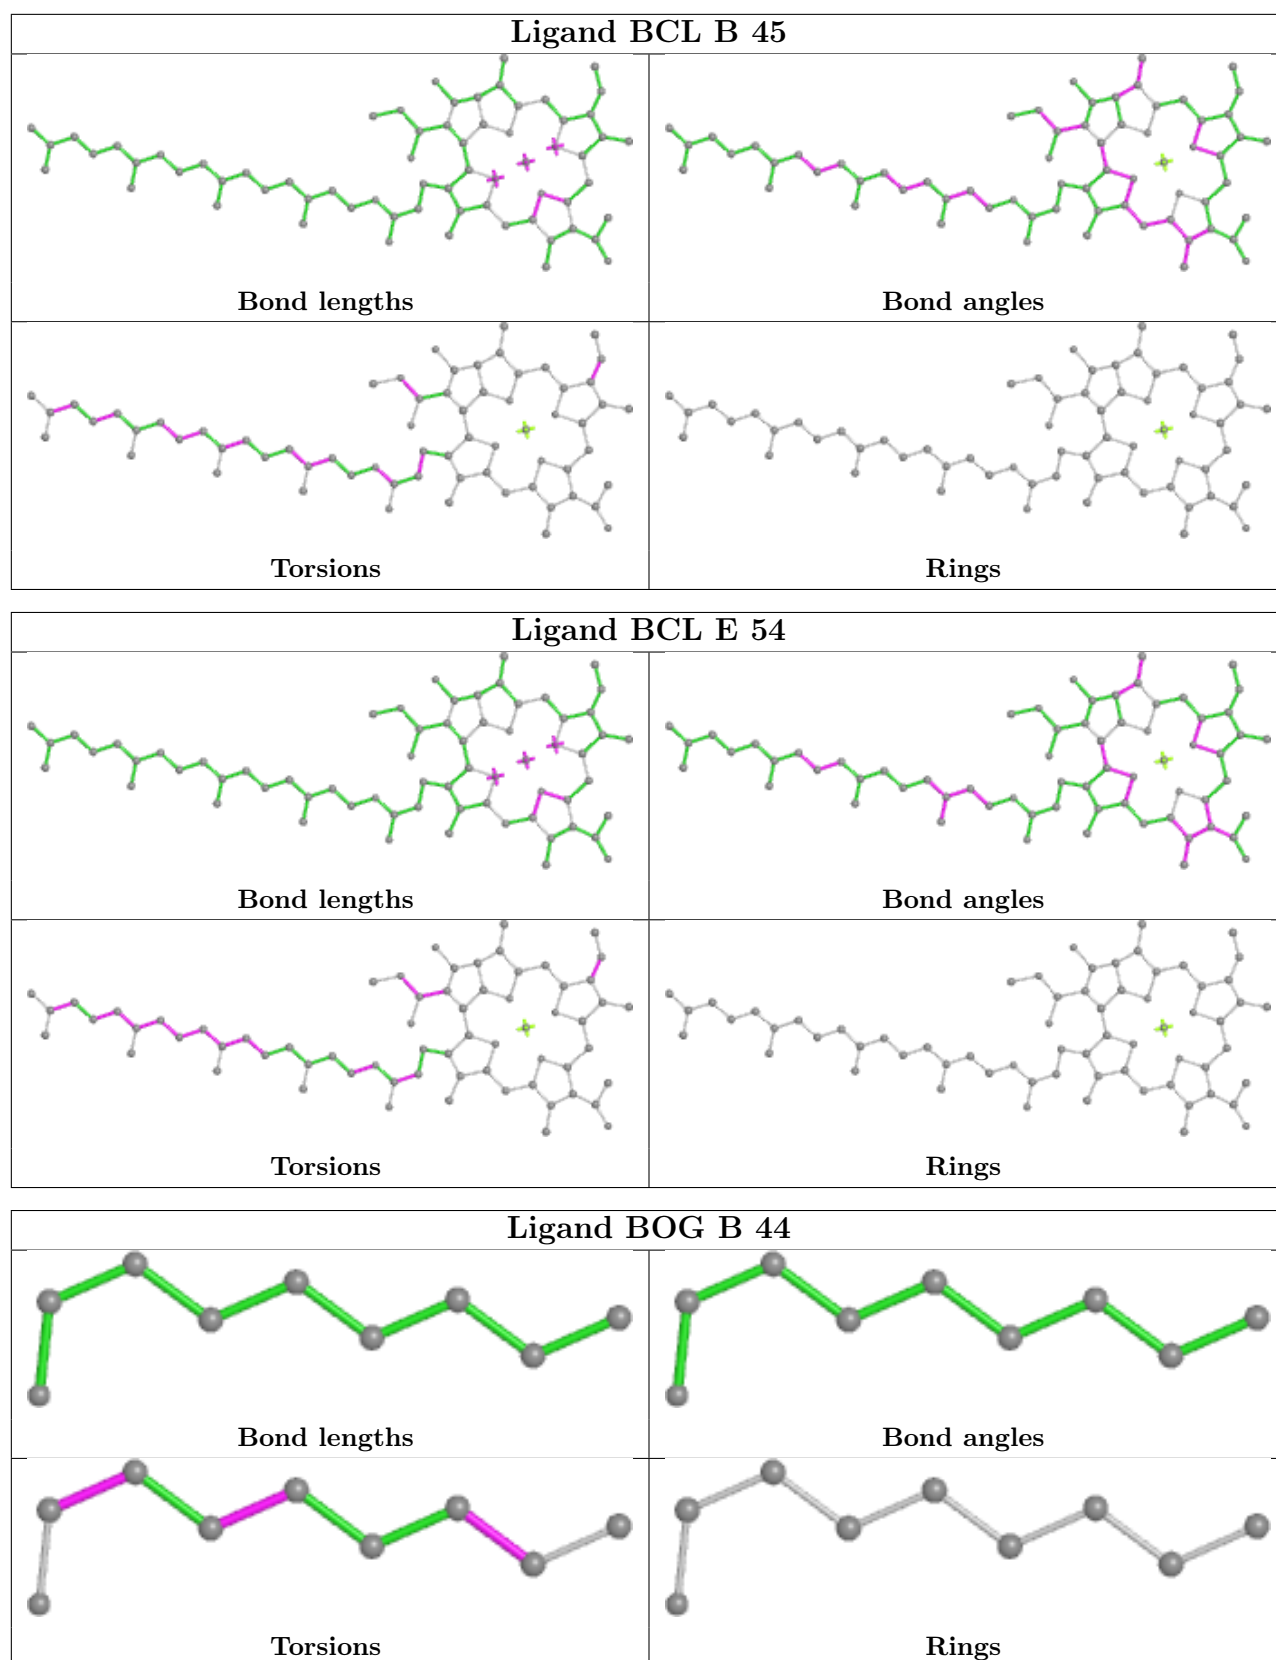 Ligand BCL B 45
Bond lengths
Bond angles
Torsions
Rings
Ligand BCL E 54
Bond lengths
Bond angles
Torsions
Rings
Ligand BOG B 44
Bond lengths
Bond angles
Torsions
Rings